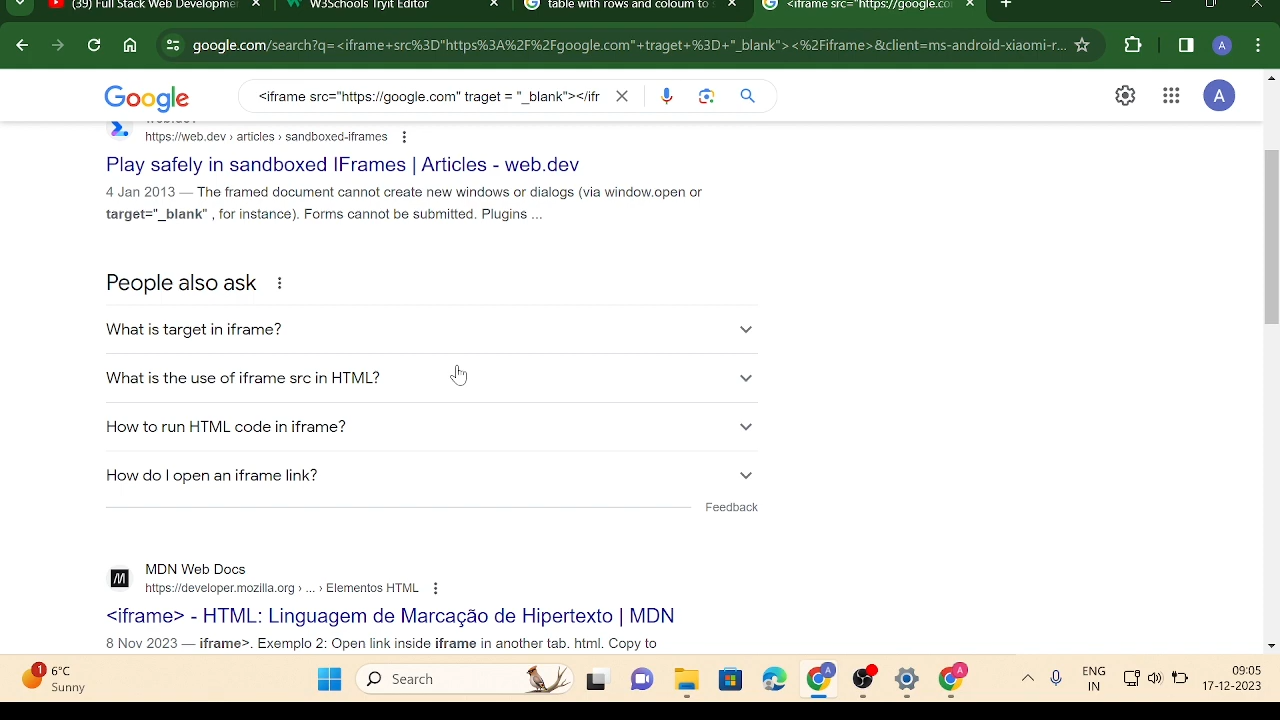 (39) Full Stack Web Developme
W3Schools Tryit Editor
table with rows and coloum to
<iframe src="https://google.co
google.com/search?q=<iframe+src%3D"https%3A%2F%2Fgoogle.com"+traget+%3D+"_blank"><%2Fiframe>&client=ms-android-xiaomi-r...
A
Google
<iframe src="https://google.com" traget = "_blank"></ifr
A
https://web.dev › articles › sandboxed-iframes
Play safely in sandboxed IFrames | Articles - web.dev
4 Jan 2013 — The framed document cannot create new windows or dialogs (via window.open or
target="_blank" , for instance). Forms cannot be submitted. Plugins ...
People also ask
What is target in iframe?
What is the use of iframe src in HTML?
How to run HTML code in iframe?
How do I open an iframe link?
Feedback
MDN Web Docs
https://developer.mozilla.org › ... › Elementos HTML
<iframe> - HTML: Linguagem de Marcação de Hipertexto | MDN
8 Nov 2023 — iframe>. Exemplo 2: Open link inside iframe in another tab. html. Copy to
1
6°C
Sunny
Search
A
A
ENG
IN
09:05
17-12-2023